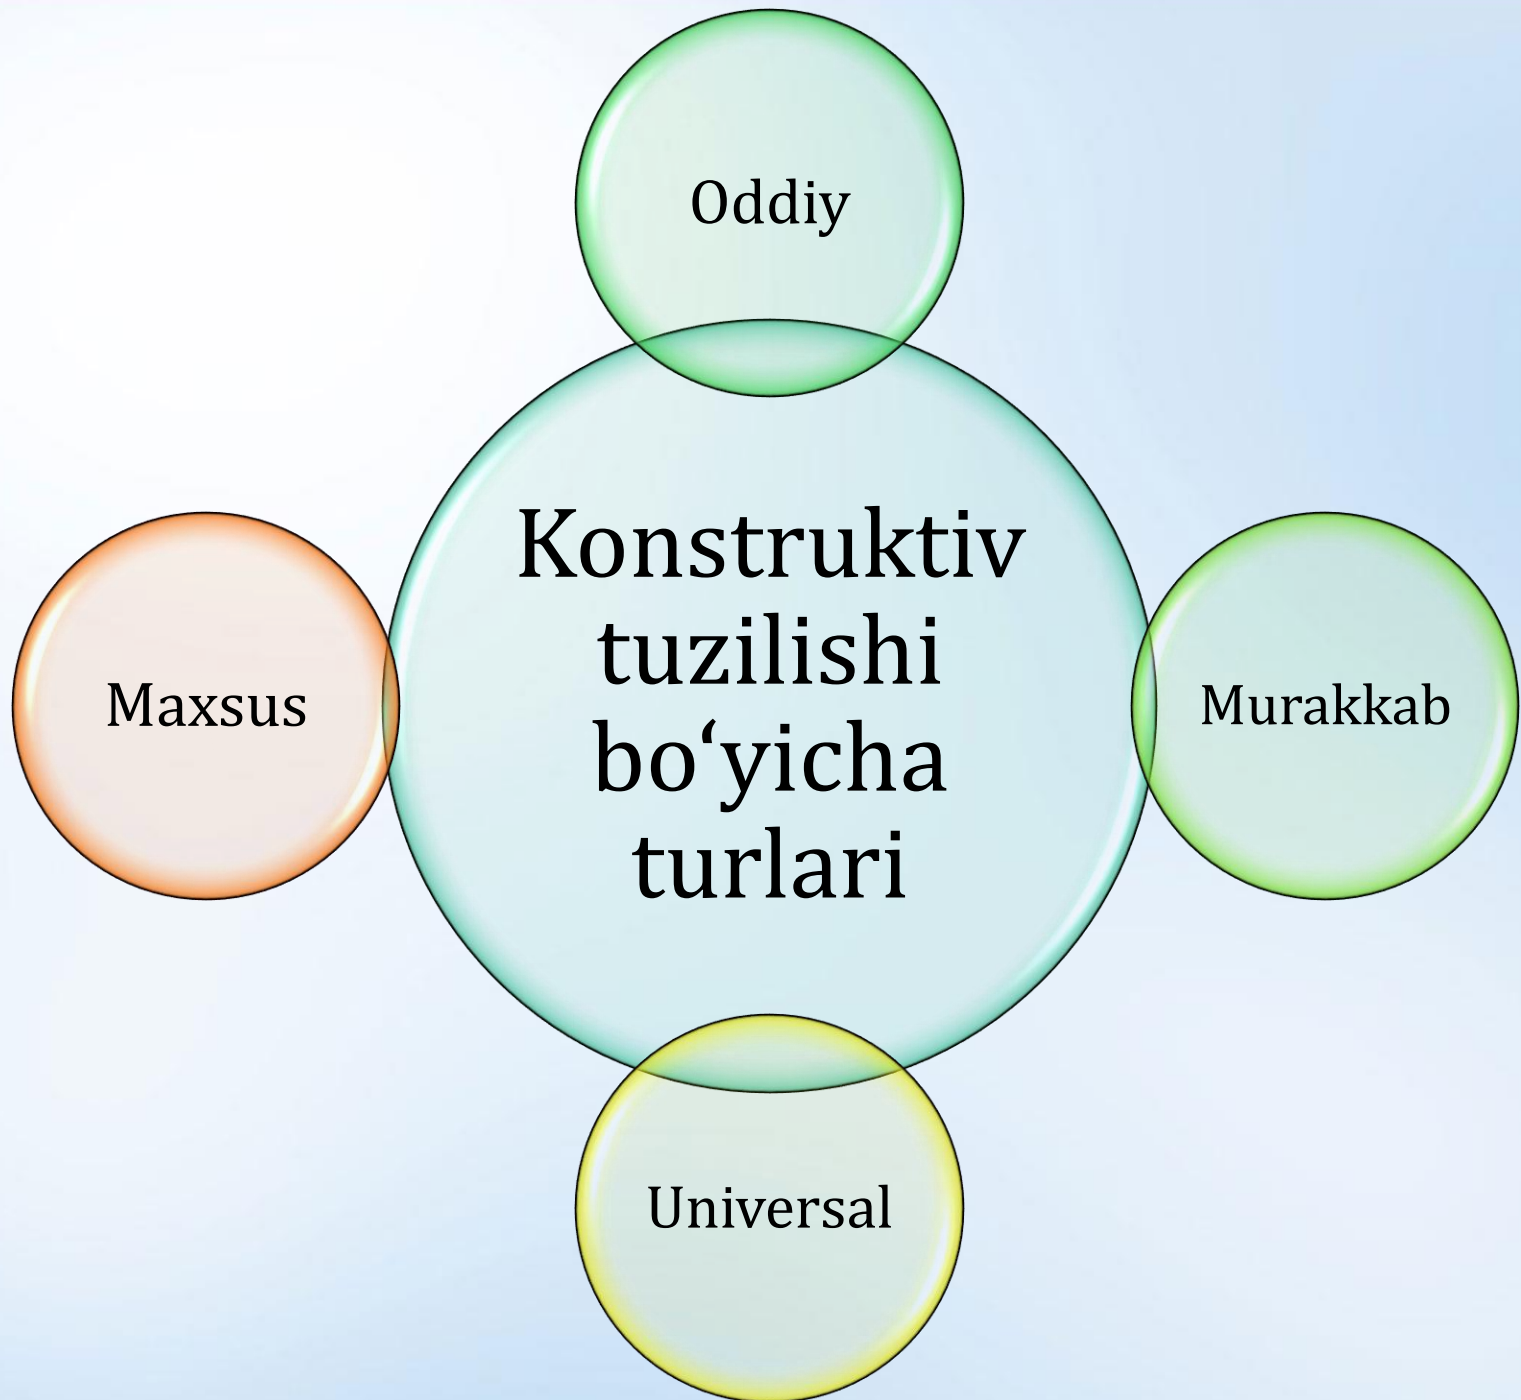 Oddiy
Konstruktiv
tuzilishi
bo‘yicha
turlari
Maxsus
Murakkab
Universal